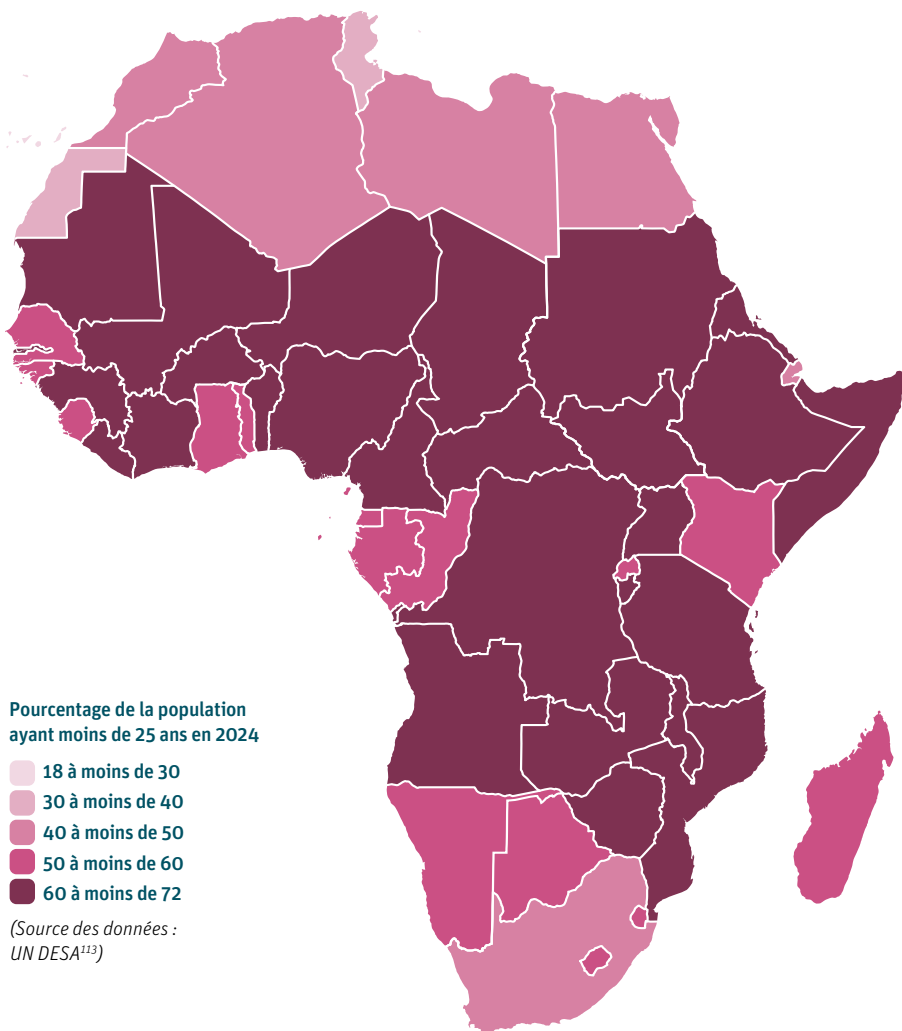 Pourcentage de la population
ayant moins de 25 ans en 2024
18 à moins de 30
30 à moins de 40
40 à moins de 50
50 à moins de 60
60 à moins de 72
(Source des données :
UN DESA¹¹³)